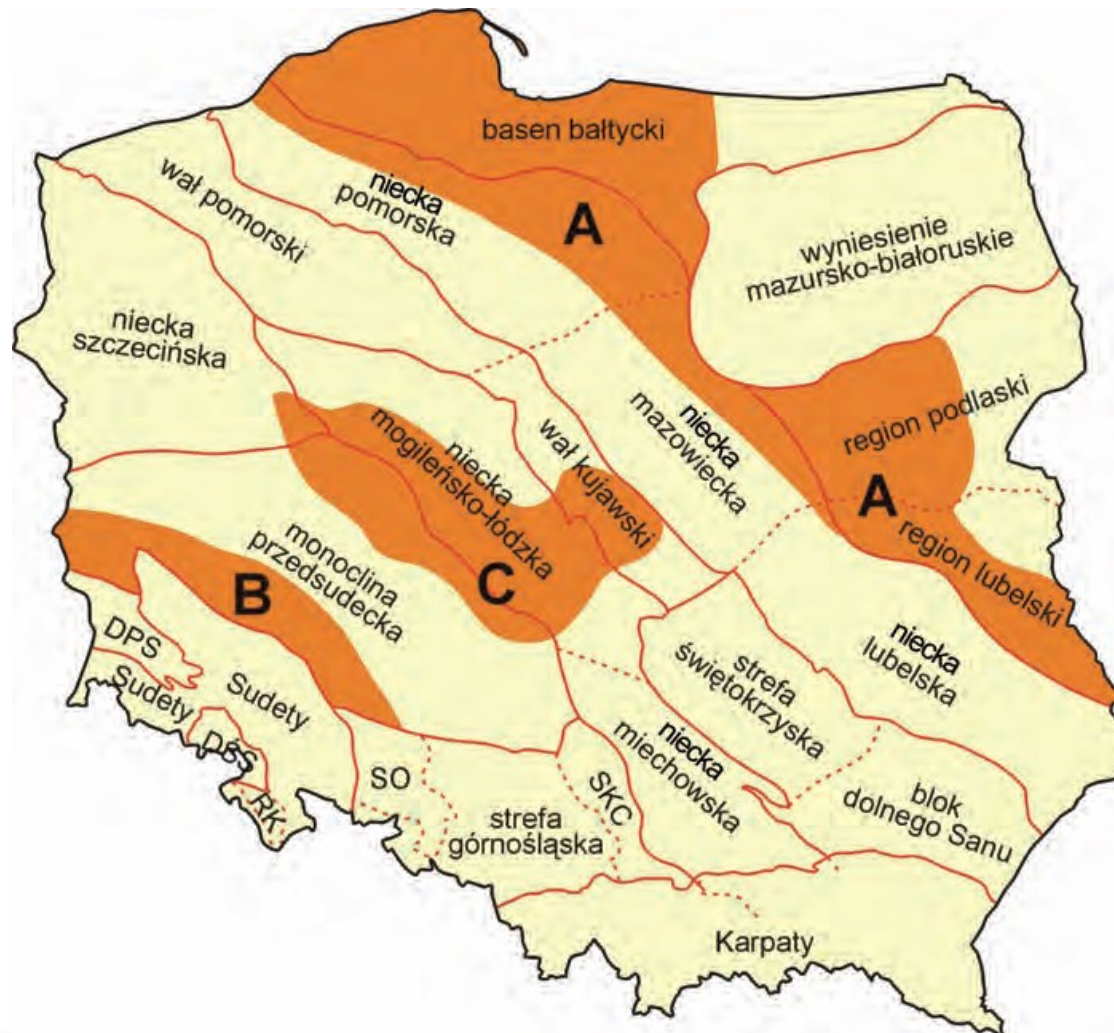 basen bałtycki
niecka
pomorska
wał pomorski
A
wyniesienie
mazursko-białoruskie
niecka
szczecińska
niecka
mazowiecka
region podlaski
niecka
mogileńsko-łódzka
wał kujawski
A
region lubelski
monoclina
przedsudecka
C
B
niecka
lubelska
strefa
świętokrzyska
DPS
Sudety
Sudety
DBS
RK
SO
strefa
górnośląska
SKC
niecka
miechowska
blok
dolnego Sanu
Karpaty